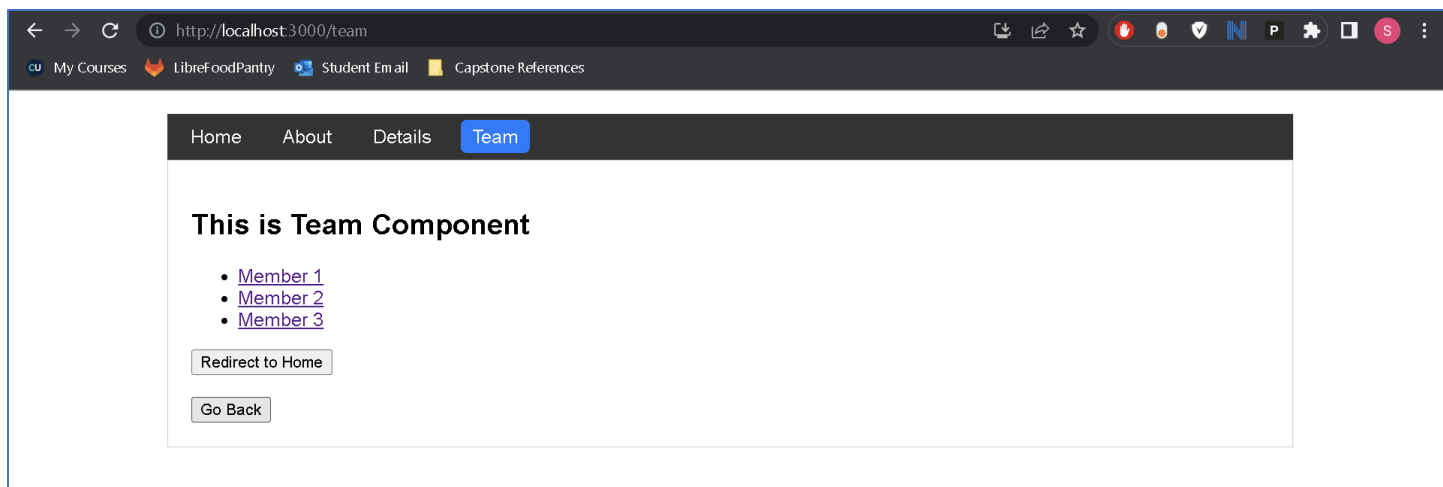 http://localhost:3000/team
P
S
CU My Courses LibreFoodPantry Student Email Capstone References
Home About Details Team
This is Team Component
Member 1
Member 2
Member 3
Redirect to Home
Go Back